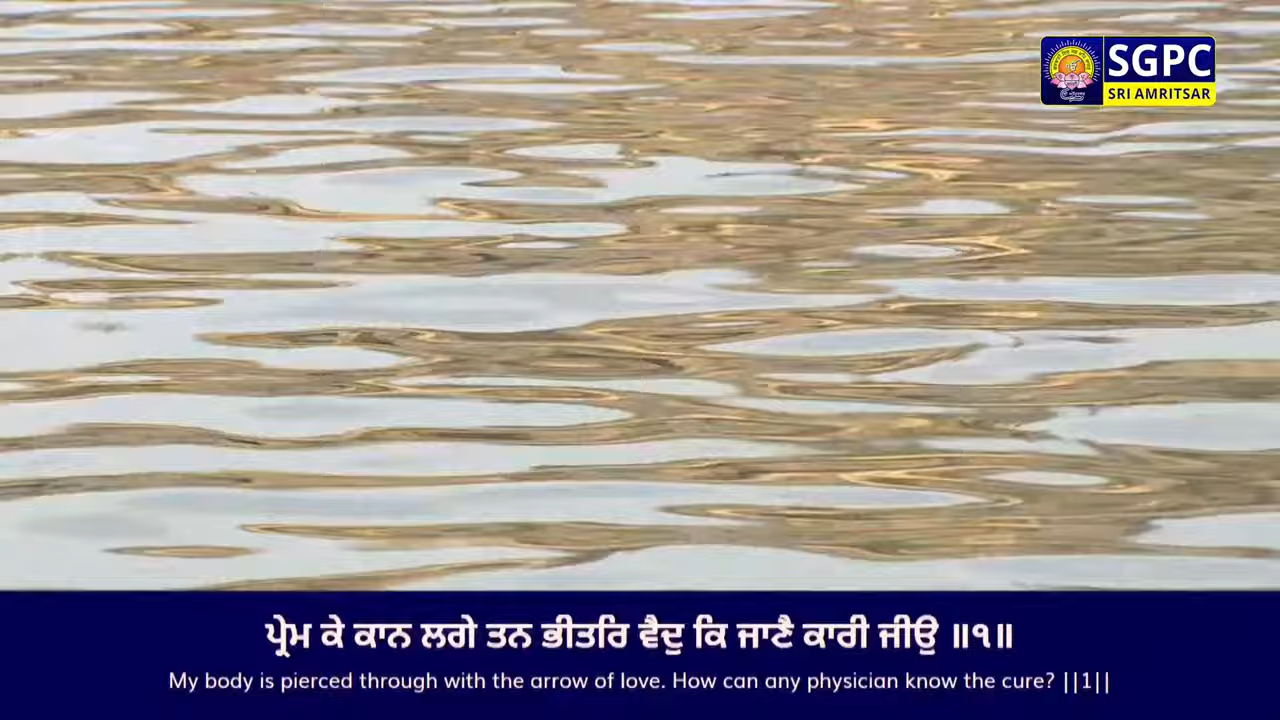 SGPC
SRI AMRITSAR
ਪ੍ਰੇਮ ਕੇ ਕਾਨ ਲਗੇ ਤਨ ਭੀਤਰਿ ਵੈਦੁ ਕਿ ਜਾਣੈ ਕਾਰੀ ਜੀਉ ॥੧॥
My body is pierced through with the arrow of love. How can any physician know the cure? ||1||